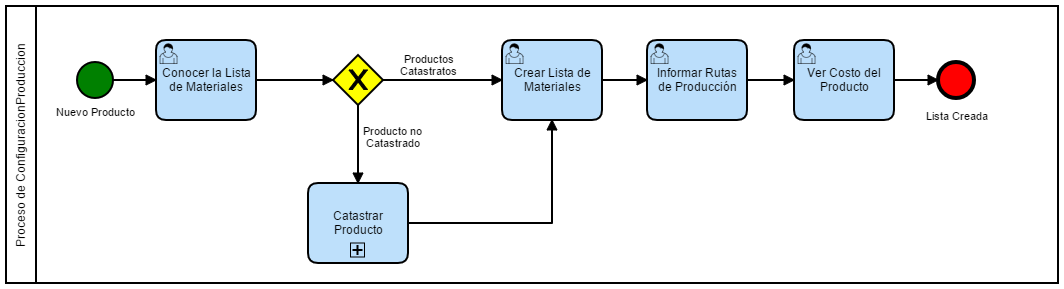 Proceso de ConfiguracionProduccion
Nuevo Producto
Conocer la Lista
de Materiales
X
Productos
Catastratos
Producto no
Catastrado
Catastrar
Producto
Crear Lista de
Materiales
Informar Rutas
de Producción
Ver Costo del
Producto
Lista Creada